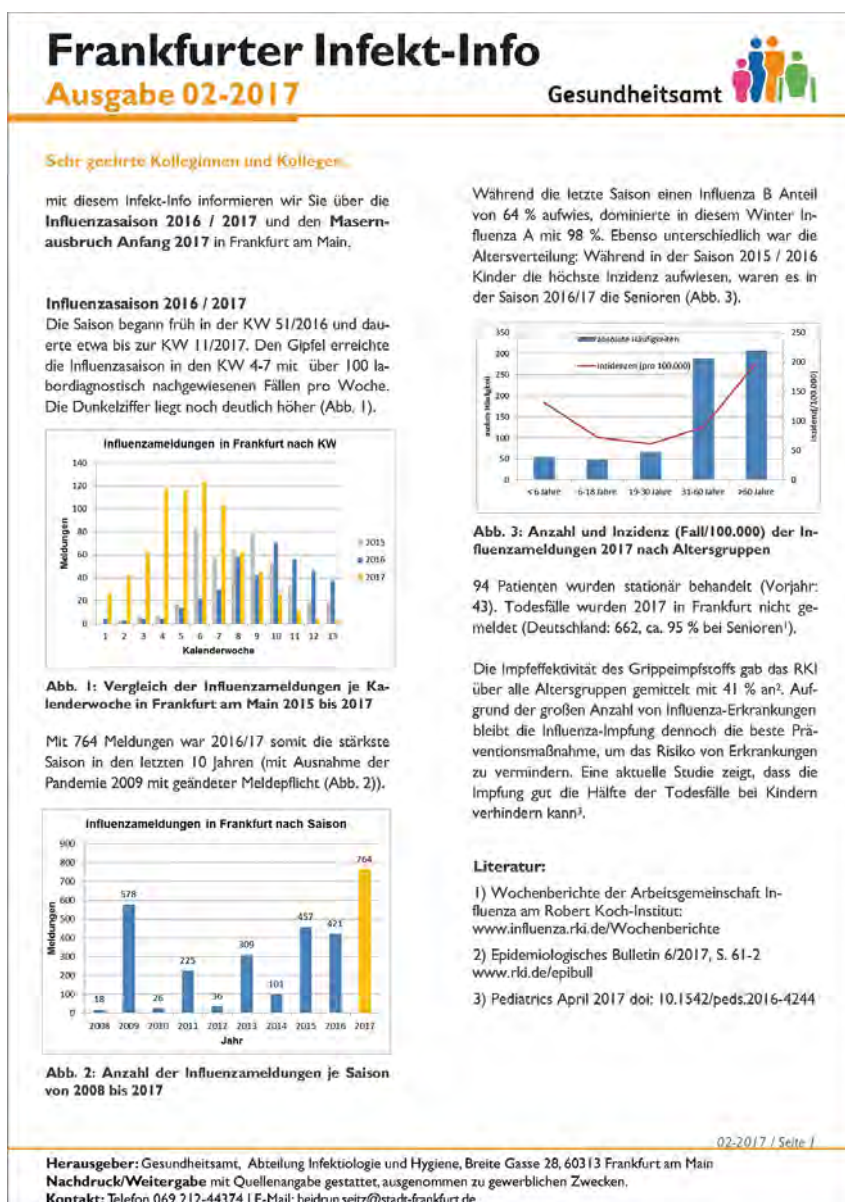 Frankfurter Infekt-Info
Ausgabe 02-2017
Gesundheitsamt
Sehr geehrte Kolleginnen und Kollegen,
mit diesem Infekt-Info informieren wir Sie über die
Influenzasaison 2016 / 2017 und den Masern-
ausbruch Anfang 2017 in Frankfurt am Main.
Influenzasaison 2016 / 2017
Die Saison begann früh in der KW 51/2016 und dau-
erte etwa bis zur KW 11/2017. Den Gipfel erreichte
die Influenzasaison in den KW 4-7 mit über 100 la-
bordiagnostisch nachgewiesenen Fällen pro Woche.
Die Dunkelziffer liegt noch deutlich höher (Abb. 1).
Influenzameldungen in Frankfurt nach KW
140
120
100
80
60
40
20
0
Meldungen
1 2 3 4 5 6 7 8 9 10 11 12 13
Kalenderwoche
2015
2016
2017
Abb. 1: Vergleich der Influenzameldungen je Ka-
lenderwoche in Frankfurt am Main 2015 bis 2017
Mit 764 Meldungen war 2016/17 somit die stärkste
Saison in den letzten 10 Jahren (mit Ausnahme der
Pandemie 2009 mit geänderter Meldepflicht (Abb. 2)).
Influenzameldungen in Frankfurt nach Saison
900
800
700
600
500
400
300
200
100
0
Meldungen
18 578 26 225 36 309 101 457 421 764
2008 2009 2010 2011 2012 2013 2014 2015 2016 2017
Jahr
Abb. 2: Anzahl der Influenzameldungen je Saison
von 2008 bis 2017
Während die letzte Saison einen Influenza B Anteil
von 64 % aufwies, dominierte in diesem Winter In-
fluenza A mit 98 %. Ebenso unterschiedlich war die
Altersverteilung: Während in der Saison 2015 / 2016
Kinder die höchste Inzidenz aufwiesen, waren es in
der Saison 2016/17 die Senioren (Abb. 3).
350
300
250
200
150
100
50
0
absolute Häufigkeit
absolute Häufigkeiten
Inzidenzen (pro 100.000)
250
200
150
100
50
0
Inzidenz/100.000)
< 6 Jahre 6-18 Jahre 19-30 Jahre 31-60 Jahre >60 Jahre
Abb. 3: Anzahl und Inzidenz (Fall/100.000) der In-
fluenzameldungen 2017 nach Altersgruppen
94 Patienten wurden stationär behandelt (Vorjahr:
43). Todesfälle wurden 2017 in Frankfurt nicht ge-
meldet (Deutschland: 662, ca. 95 % bei Senioren¹).
Die Impfeffektivität des Grippeimpfstoffs gab das RKI
über alle Altersgruppen gemittelt mit 41 % an². Auf-
grund der großen Anzahl von Influenza-Erkrankungen
bleibt die Influenza-Impfung dennoch die beste Prä-
ventionsmaßnahme, um das Risiko von Erkrankungen
zu vermindern. Eine aktuelle Studie zeigt, dass die
Impfung gut die Hälfte der Todesfälle bei Kindern
verhindern kann³.
Literatur:
1) Wochenberichte der Arbeitsgemeinschaft In-
fluenza am Robert Koch-Institut:
www.influenza.rki.de/Wochenberichte
2) Epidemiologisches Bulletin 6/2017, S. 61-2
www.rki.de/epibull
3) Pediatrics April 2017 doi: 10.1542/peds.2016-4244
02-2017 / Seite 1
Herausgeber: Gesundheitsamt, Abteilung Infektiologie und Hygiene, Breite Gasse 28, 60313 Frankfurt am Main
Nachdruck/Weitergabe mit Quellenangabe gestattet, ausgenommen zu gewerblichen Zwecken.
Kontakt: Telefon 069 212-44374 | E-Mail: heidrun.seitz@stadt-frankfurt.de